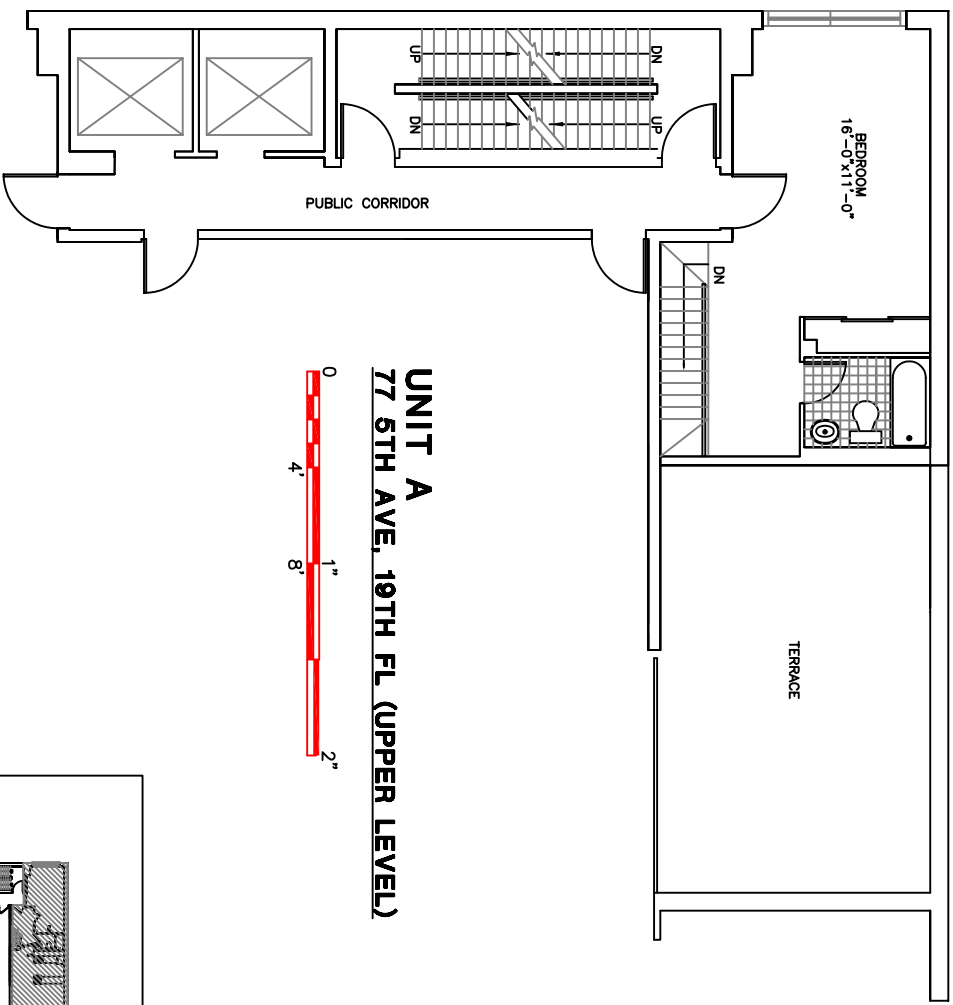 BEDROOM
16'-0"x11'-0"
DN
UP
DN
UP
PUBLIC CORRIDOR
DN
TERRACE
UNIT A
77 5TH AVE, 19TH FL (UPPER LEVEL)
0 1" 2"
4' 8'